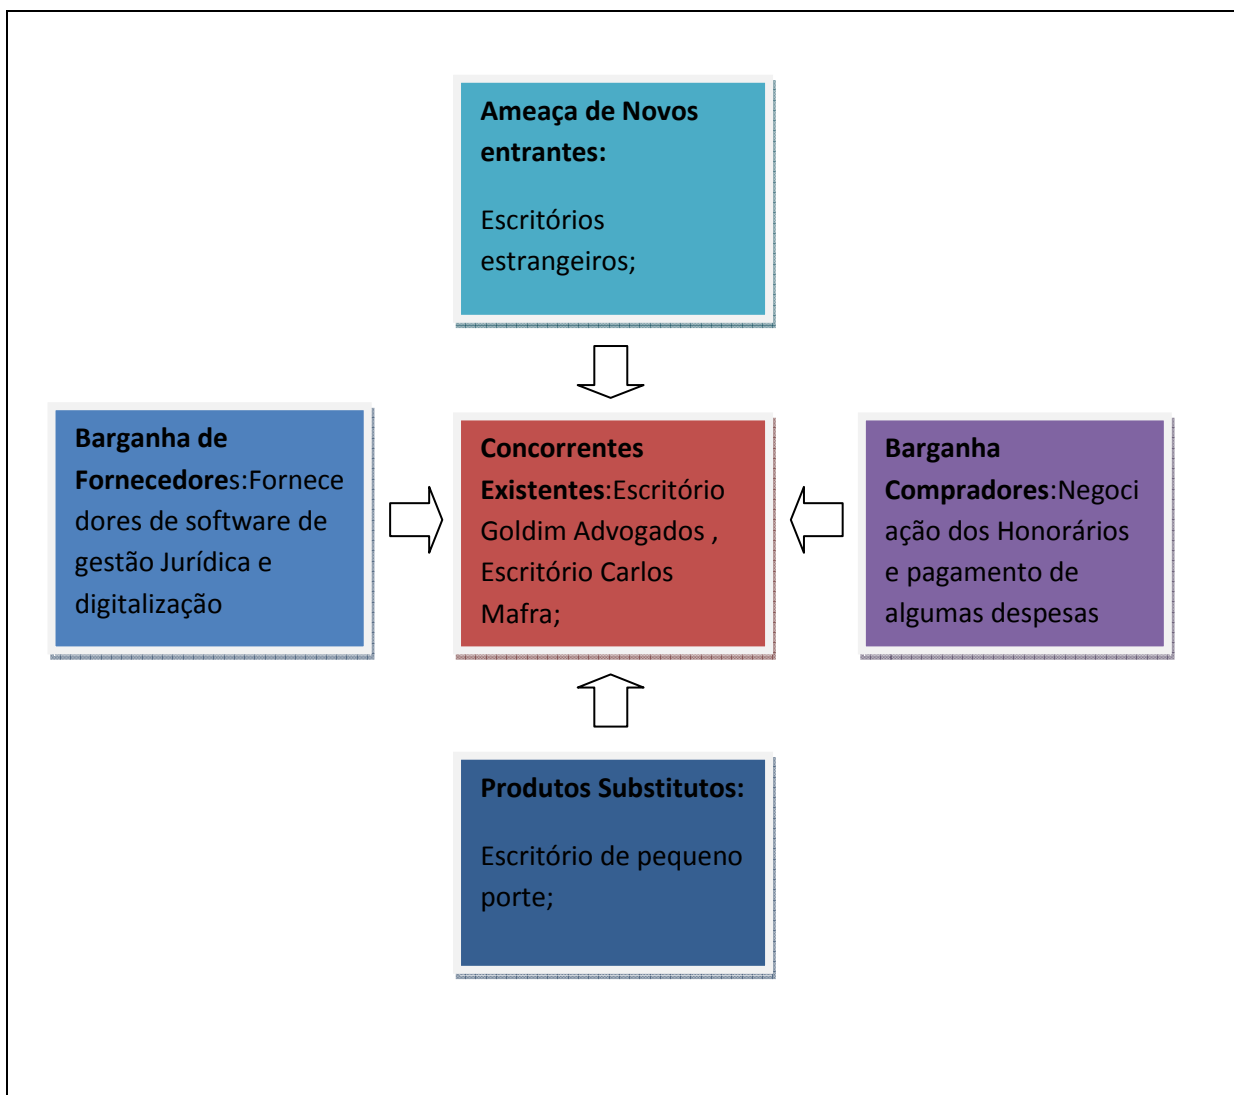 Ameaça de Novos
entrantes:
Escritórios
estrangeiros;
Barganha de
Fornecedores:Fornece
dores de software de
gestão Jurídica e
digitalização
Concorrentes
Existentes:Escritório
Goldim Advogados ,
Escritório Carlos
Mafra;
Barganha
Compradores:Negoci
ação dos Honorários
e pagamento de
algumas despesas
Produtos Substitutos:
Escritório de pequeno
porte;